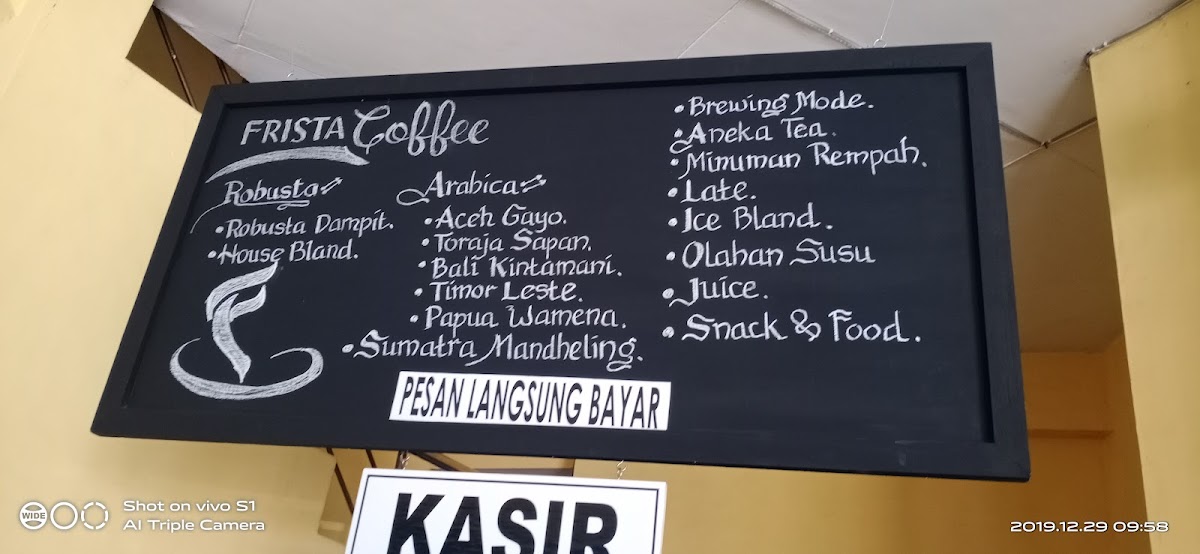 FRISTA Coffee
Robusta
• Robusta Dampit.
• House Bland.
Arabica
• Aceh Gayo.
• Toraja Sapan.
• Bali Kintamani.
• Timor Leste.
• Papua Wamena.
• Sumatra Mandheling.
• Brewing Mode.
• Aneka Tea.
• Minuman Rempah.
• Late.
• Ice Bland.
• Olahan Susu
• Juice.
• Snack & Food.
PESAN LANGSUNG BAYAR
KASIR
WIDE
Shot on vivo S1
AI Triple Camera
2019.12.29 09:58